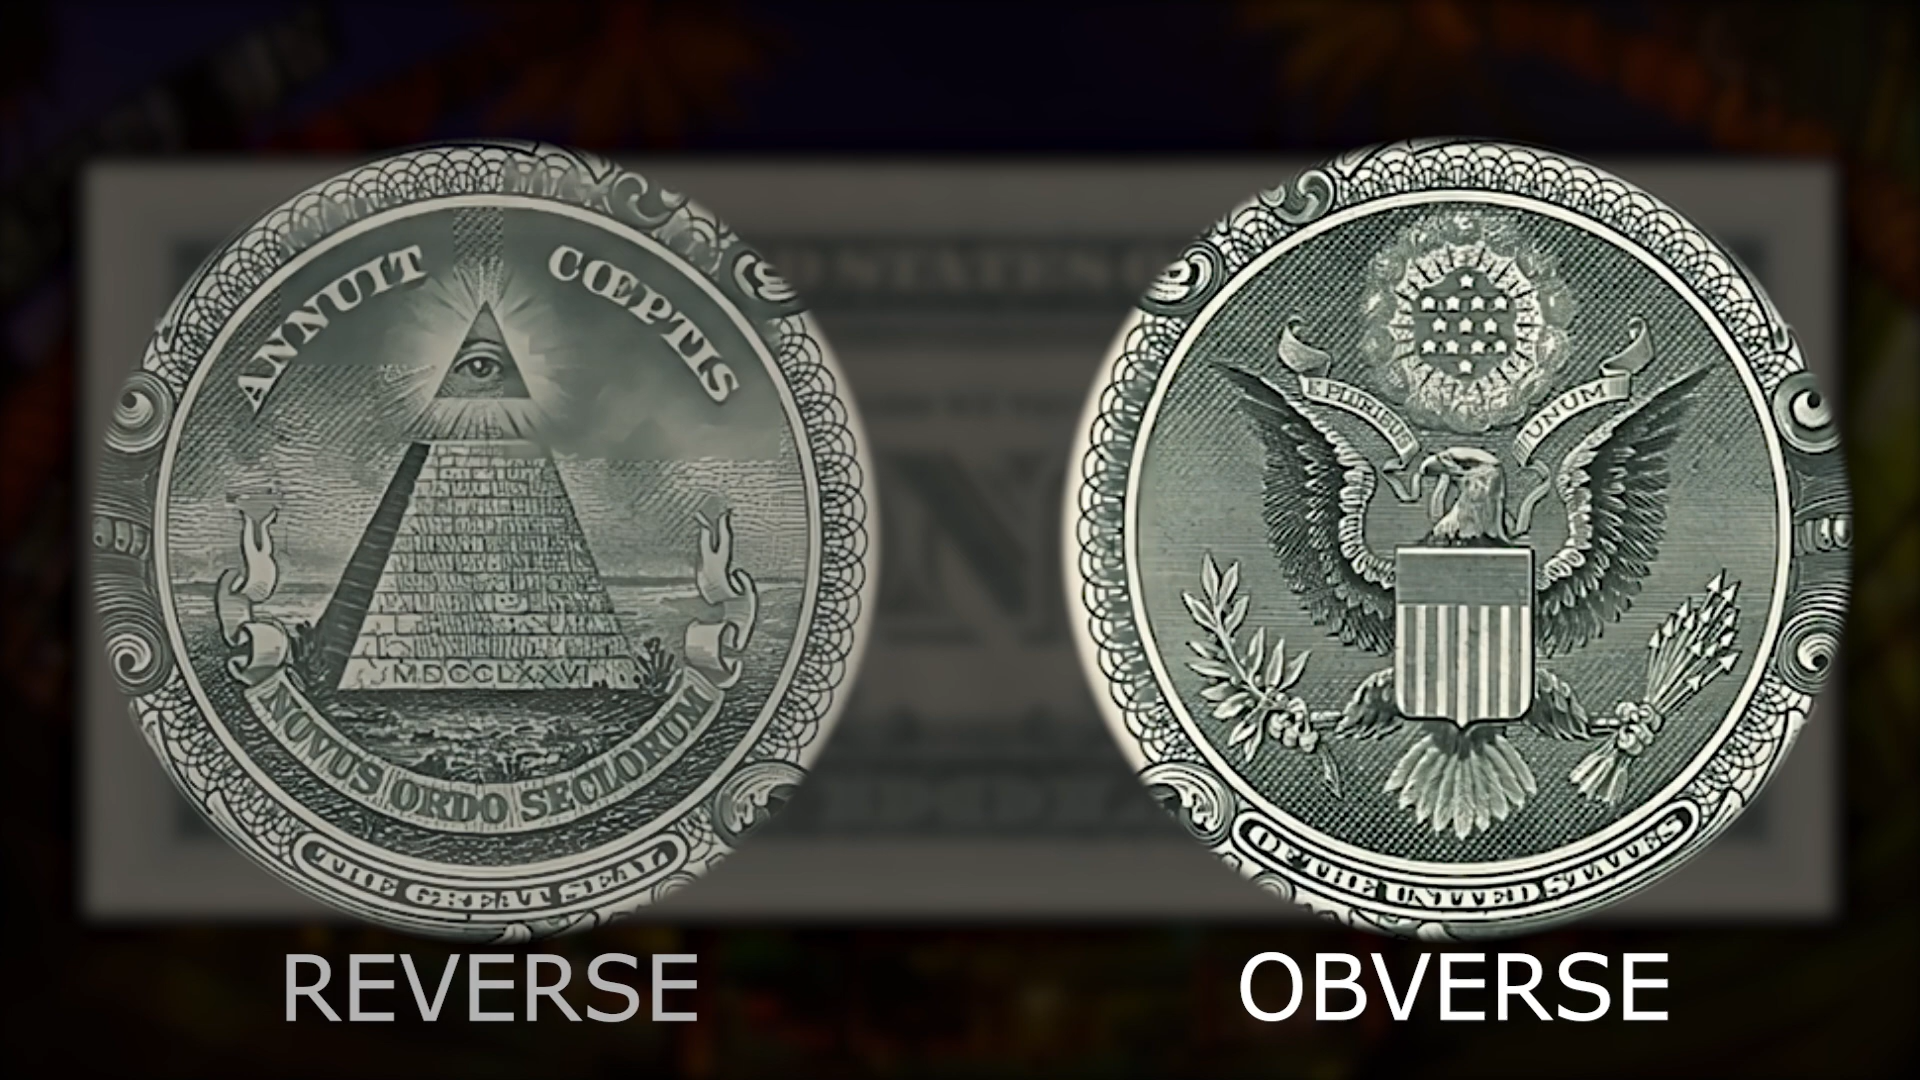 ANNUIT CŒPTIS
MDCCLXXVI
NOVUS ORDO SECLORUM
THE GREAT SEAL
REVERSE
E PLURIBUS UNUM
OF THE UNITED STATES
OBVERSE